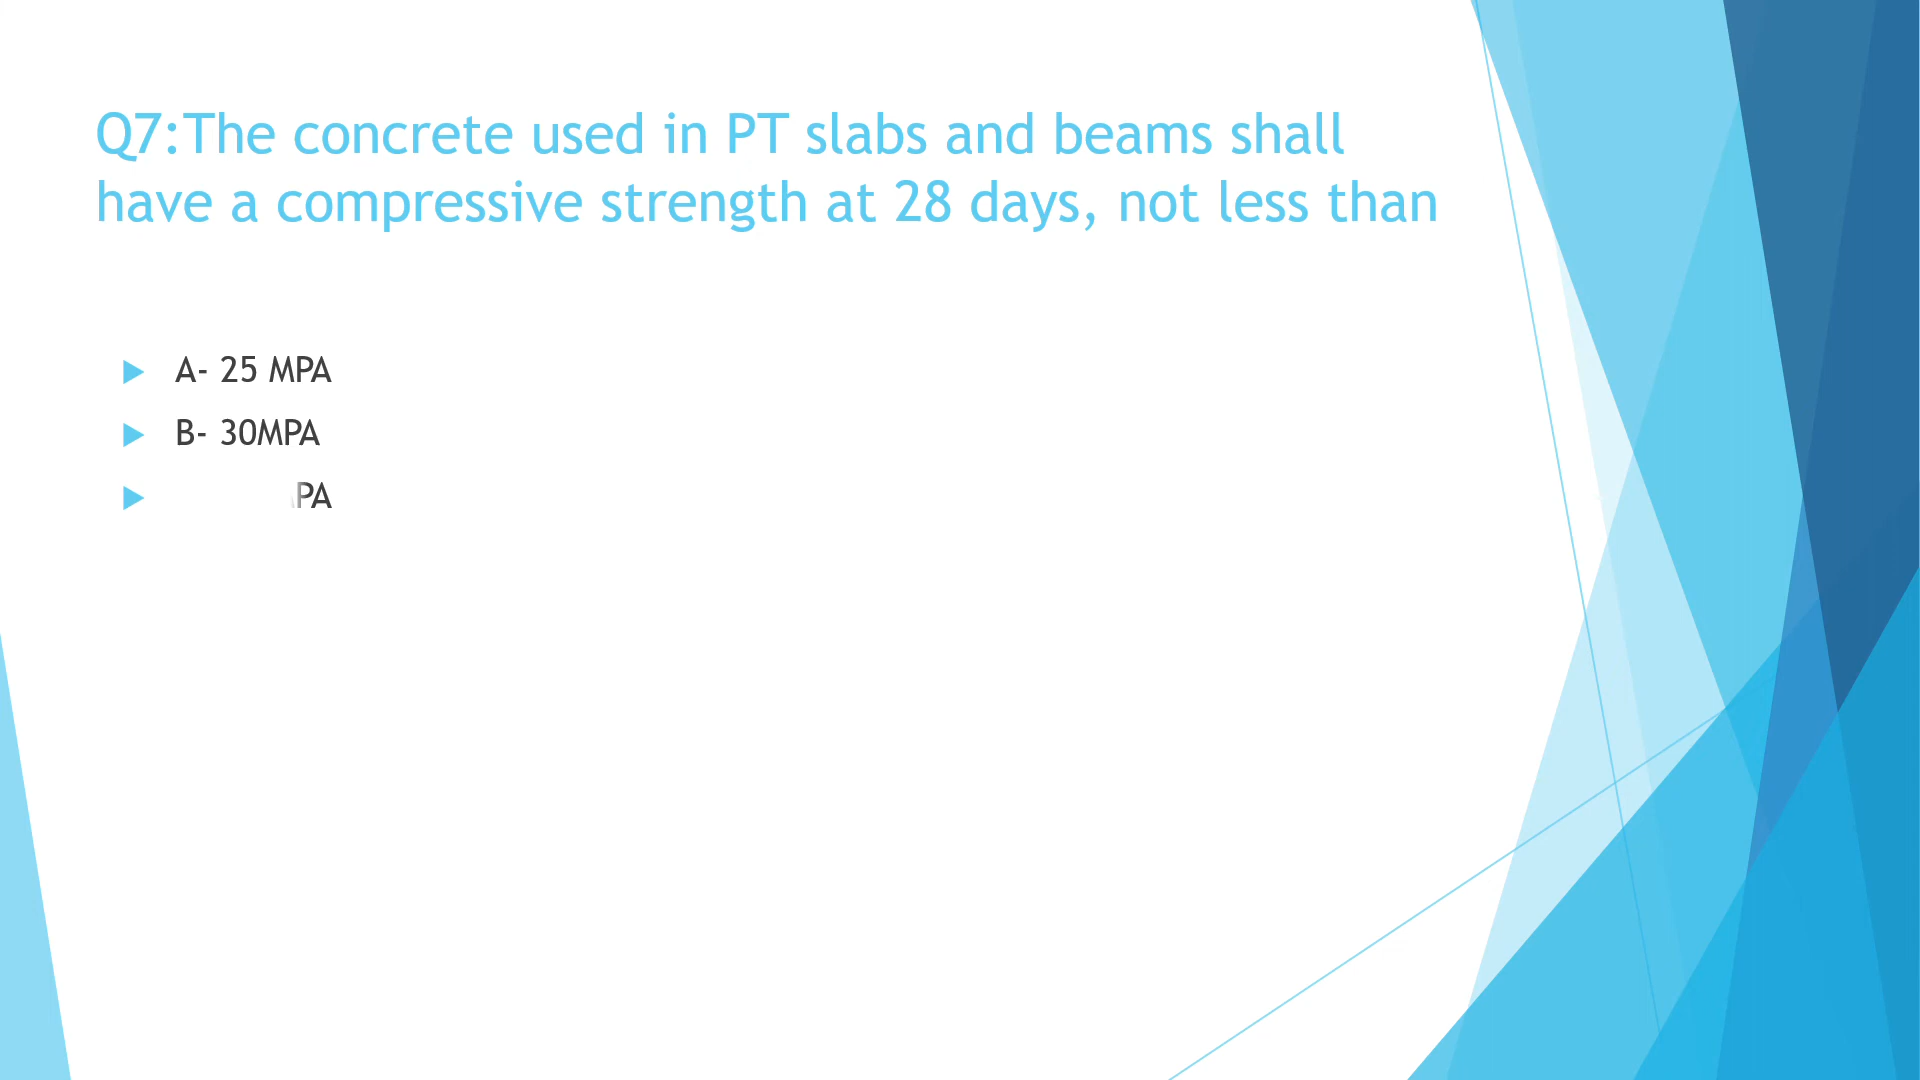 Q7:The concrete used in PT slabs and beams shall
have a compressive strength at 28 days, not less than
A- 25 MPA
B- 30MPA
PA